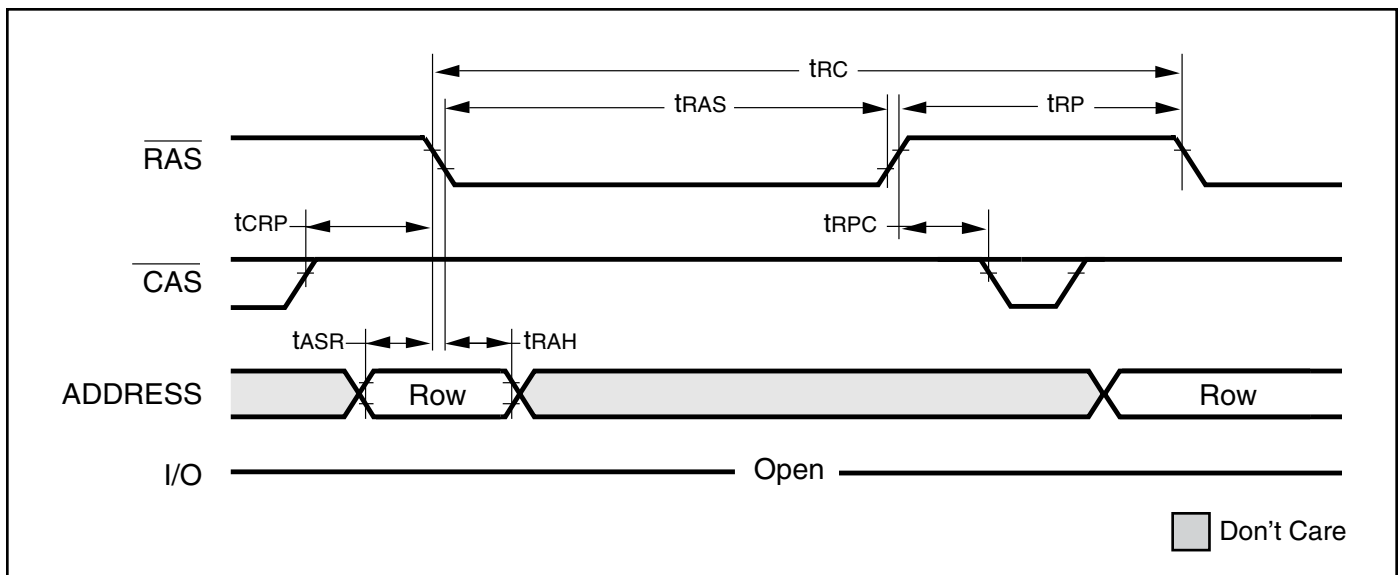 tRC
tRAS
tRP
RAS
tCRP
tRPC
CAS
tASR
tRAH
ADDRESS
Row
Row
I/O
Open
Don't Care